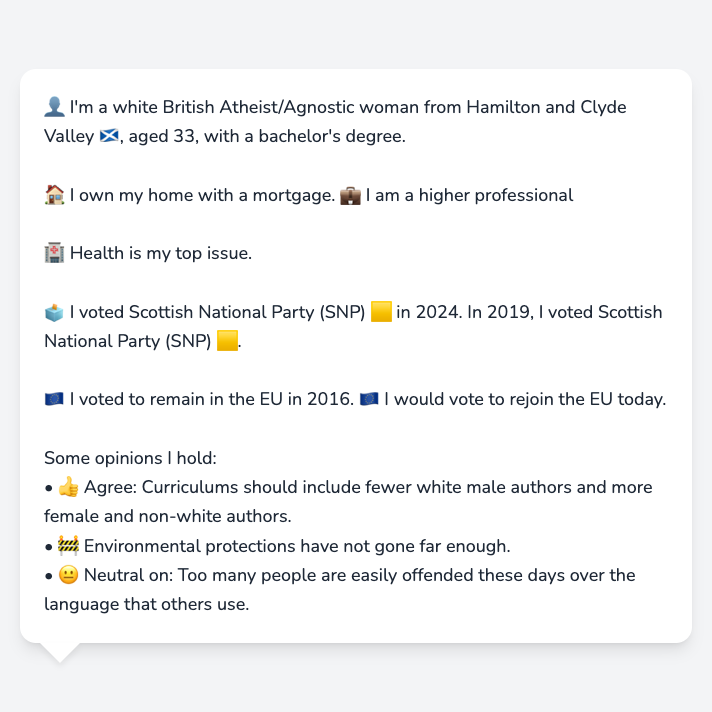 👤 I'm a white British Atheist/Agnostic woman from Hamilton and Clyde
Valley 🏴󠁧󠁢󠁳󠁣󠁴󠁿, aged 33, with a bachelor's degree.
🏠 I own my home with a mortgage. 💼 I am a higher professional
🏥 Health is my top issue.
🗳️ I voted Scottish National Party (SNP) 🟨 in 2024. In 2019, I voted Scottish
National Party (SNP) 🟨.
🇪🇺 I voted to remain in the EU in 2016. 🇪🇺 I would vote to rejoin the EU today.
Some opinions I hold:
• 👍 Agree: Curriculums should include fewer white male authors and more
female and non-white authors.
• 🚧 Environmental protections have not gone far enough.
• 😐 Neutral on: Too many people are easily offended these days over the
language that others use.